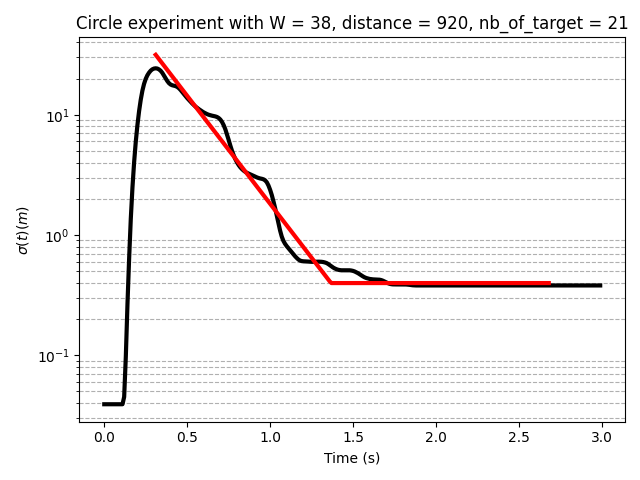 Circle experiment with W = 38, distance = 920, nb_of_target = 21
σ(t)(m)
10¹
10⁰
10⁻¹
0.0 0.5 1.0 1.5 2.0 2.5 3.0
Time (s)